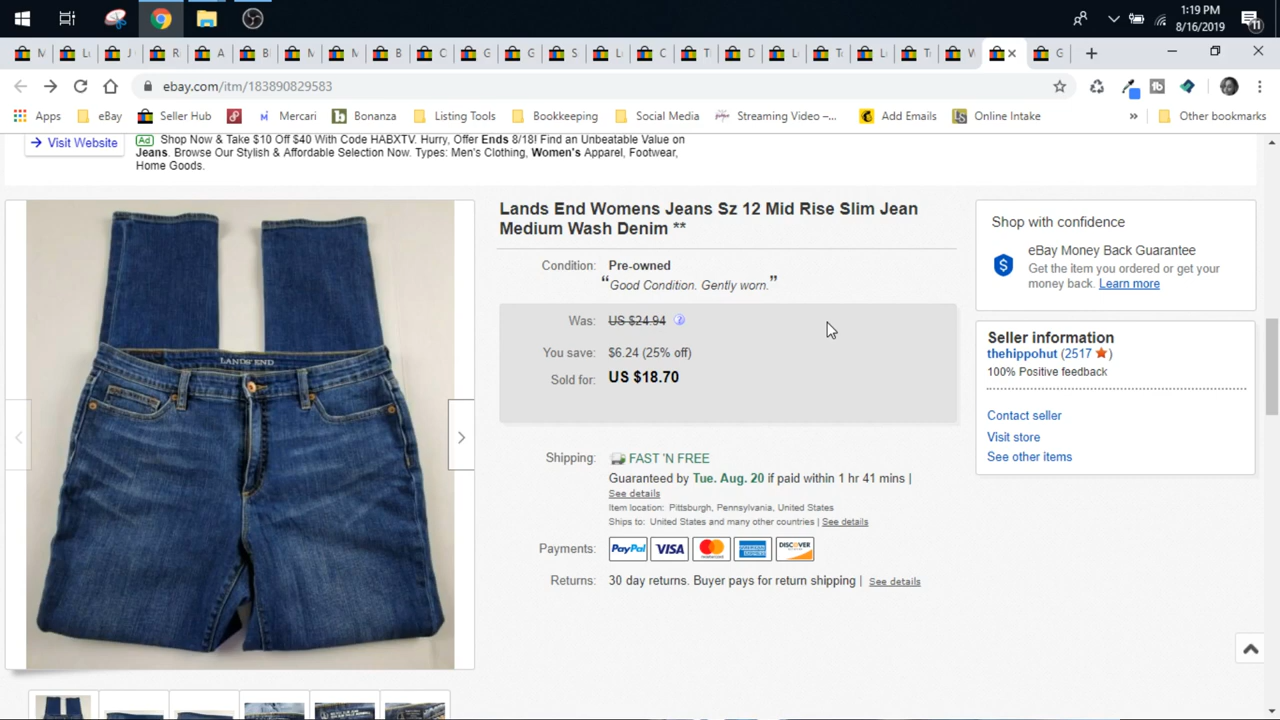 1:19 PM
8/16/2019
11
M
L
J
R
A
B
M
M
B
C
G
G
S
L
C
T
D
L
T
L
T
W
G
ebay.com/itm/183890829583
Apps
eBay
Seller Hub
Mercari
Bonanza
Listing Tools
Bookkeeping
Social Media
Streaming Video –...
Add Emails
Online Intake
»
Other bookmarks
→ Visit Website
Ad Shop Now & Take $10 Off $40 With Code HABXTV. Hurry, Offer Ends 8/18! Find an Unbeatable Value on
Jeans. Browse Our Stylish & Affordable Selection Now. Types: Men's Clothing, Women's Apparel, Footwear,
Home Goods.
LANDS' END
Lands End Womens Jeans Sz 12 Mid Rise Slim Jean
Medium Wash Denim **
Condition: Pre-owned
“Good Condition. Gently worn.”
Was: US $24.94
You save: $6.24 (25% off)
Sold for: US $18.70
Shipping: FAST 'N FREE
Guaranteed by Tue. Aug. 20 if paid within 1 hr 41 mins |
See details
Item location: Pittsburgh, Pennsylvania, United States
Ships to: United States and many other countries | See details
Payments: PayPal VISA MasterCard AMERICAN EXPRESS DISCOVER
Returns: 30 day returns. Buyer pays for return shipping | See details
Shop with confidence
eBay Money Back Guarantee
Get the item you ordered or get your
money back. Learn more
Seller information
thehippohut (2517 ★)
100% Positive feedback
Contact seller
Visit store
See other items